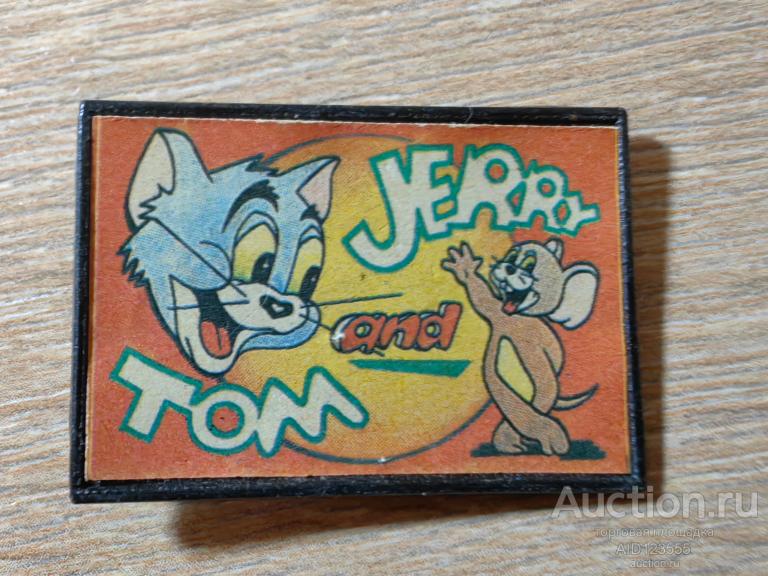 JERRY
and
TOM
Auction.ru
торговая площадка
AID123555
auction.ru